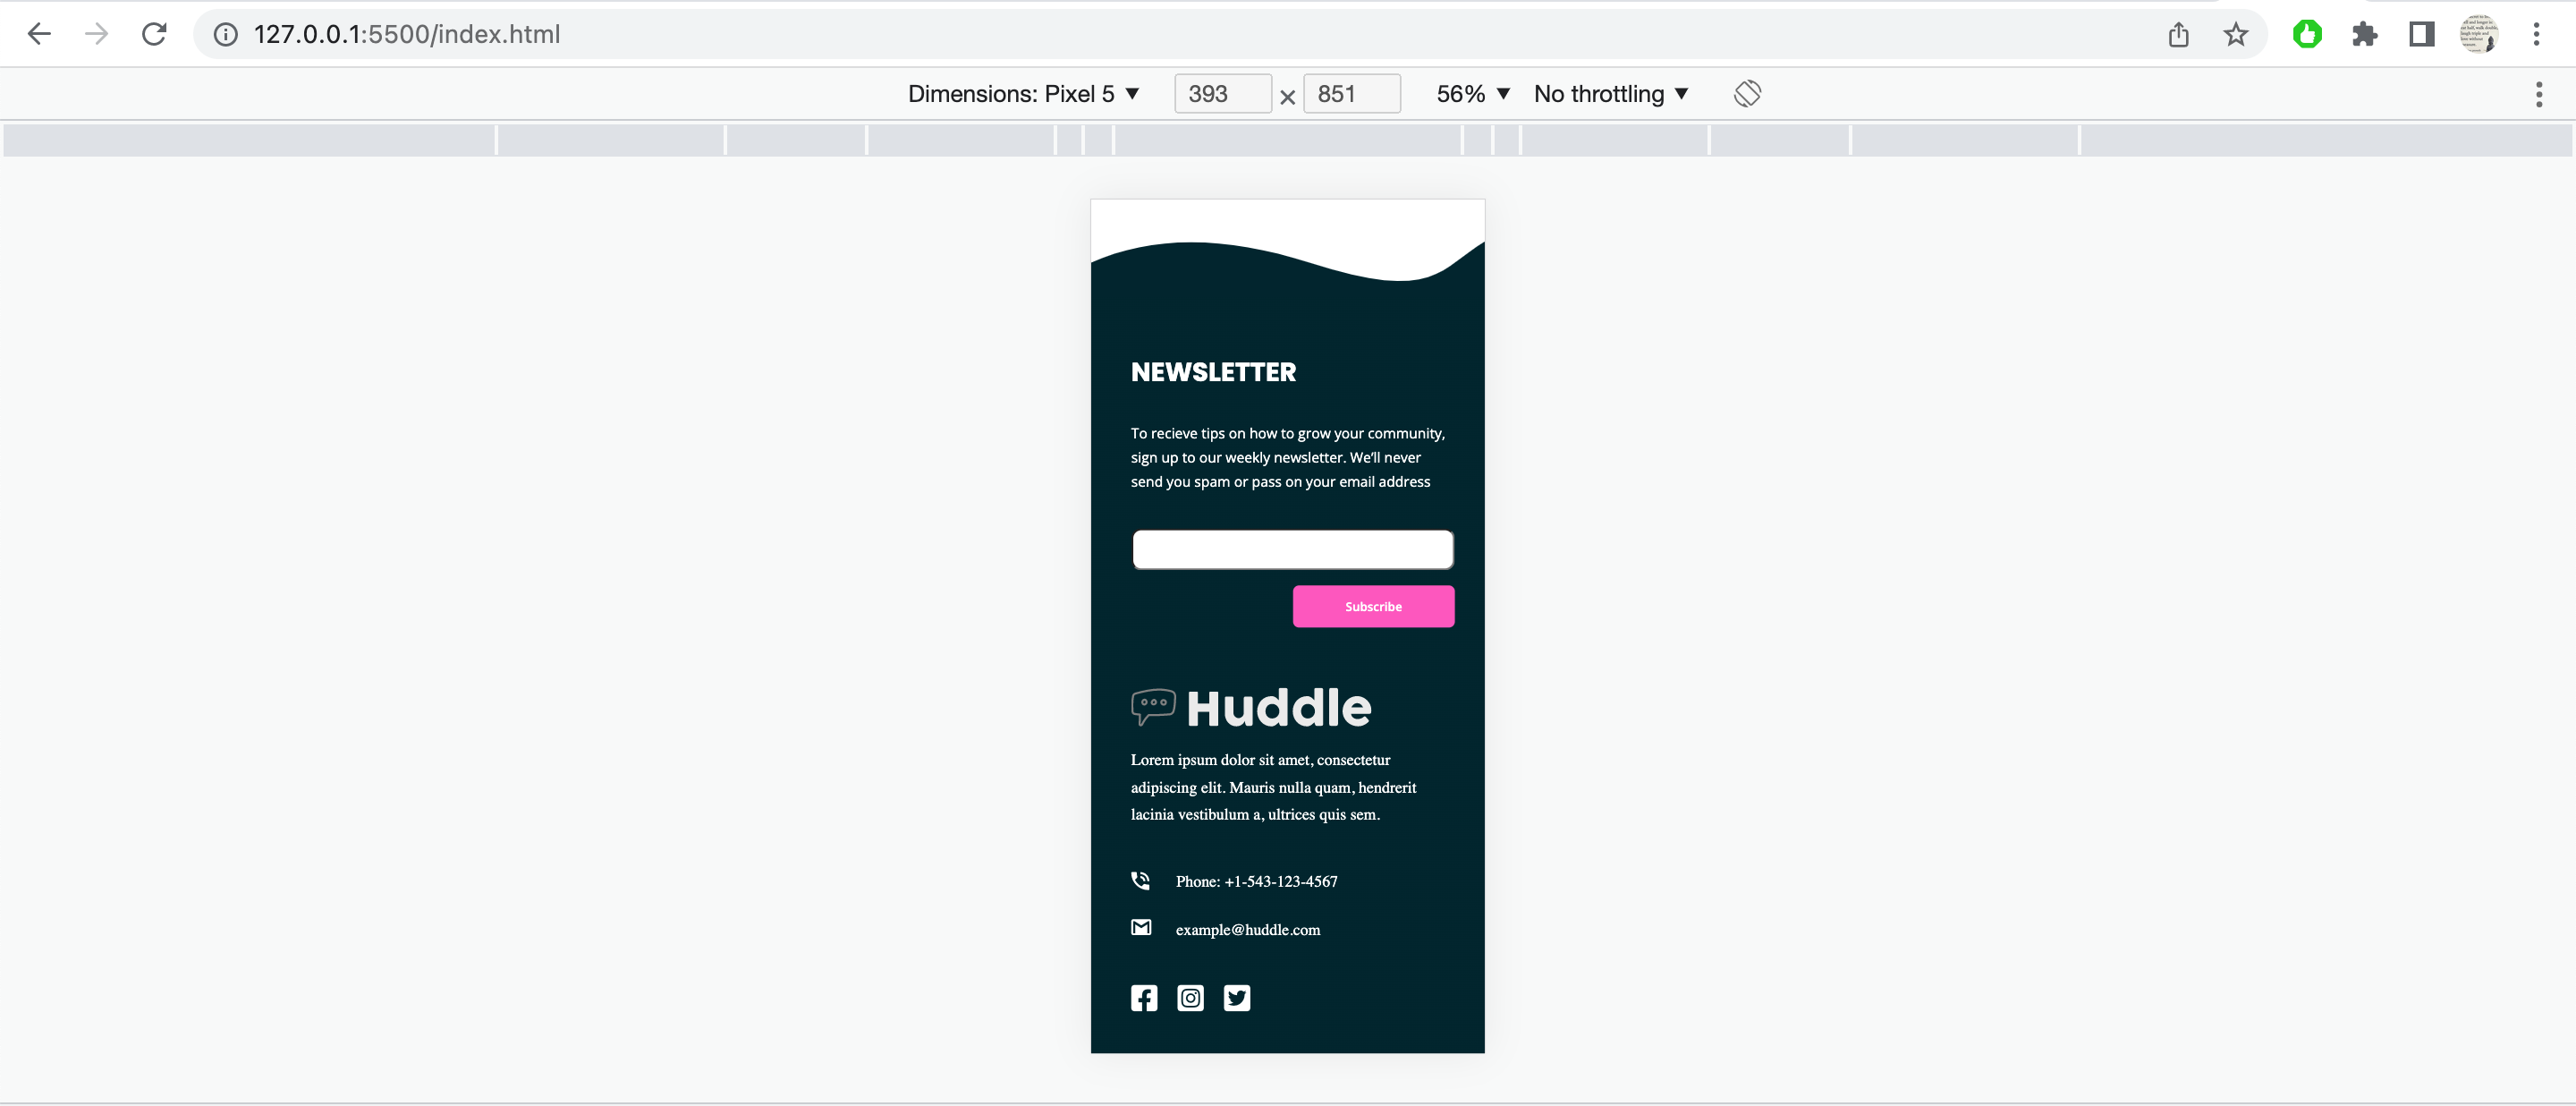 127.0.0.1:5500/index.html
Dimensions: Pixel 5 ▼ 393 × 851 56% ▼ No throttling ▼
NEWSLETTER
To recieve tips on how to grow your community,
sign up to our weekly newsletter. We’ll never
send you spam or pass on your email address
Subscribe
Huddle
Lorem ipsum dolor sit amet, consectetur
adipiscing elit. Mauris nulla quam, hendrerit
lacinia vestibulum a, ultrices quis sem.
Phone: +1-543-123-4567
example@huddle.com